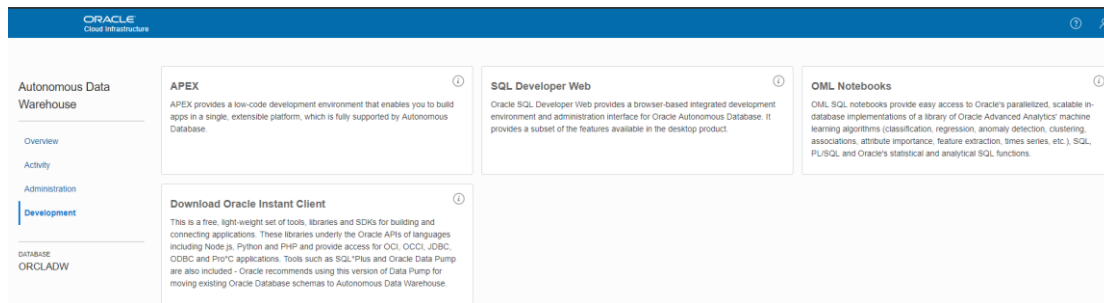 ORACLE
Cloud Infrastructure
Autonomous Data
Warehouse
Overview
Activity
Administration
Development
DATABASE
ORCLADW
APEX
APEX provides a low-code development environment that enables you to build
apps in a single, extensible platform, which is fully supported by Autonomous
Database.
SQL Developer Web
Oracle SQL Developer Web provides a browser-based integrated development
environment and administration interface for Oracle Autonomous Database. It
provides a subset of the features available in the desktop product.
OML Notebooks
OML SQL notebooks provide easy access to Oracle's parallelized, scalable in-
database implementations of a library of Oracle Advanced Analytics' machine
learning algorithms (classification, regression, anomaly detection, clustering,
associations, attribute importance, feature extraction, times series, etc.), SQL,
PL/SQL and Oracle's statistical and analytical SQL functions.
Download Oracle Instant Client
This is a free, light-weight set of tools, libraries and SDKs for building and
connecting applications. These libraries underly the Oracle APIs of languages
including Node.js, Python and PHP and provide access for OCI, OCCI, JDBC,
ODBC and Pro*C applications. Tools such as SQL*Plus and Oracle Data Pump
are also included - Oracle recommends using this version of Data Pump for
moving existing Oracle Database schemas to Autonomous Data Warehouse.